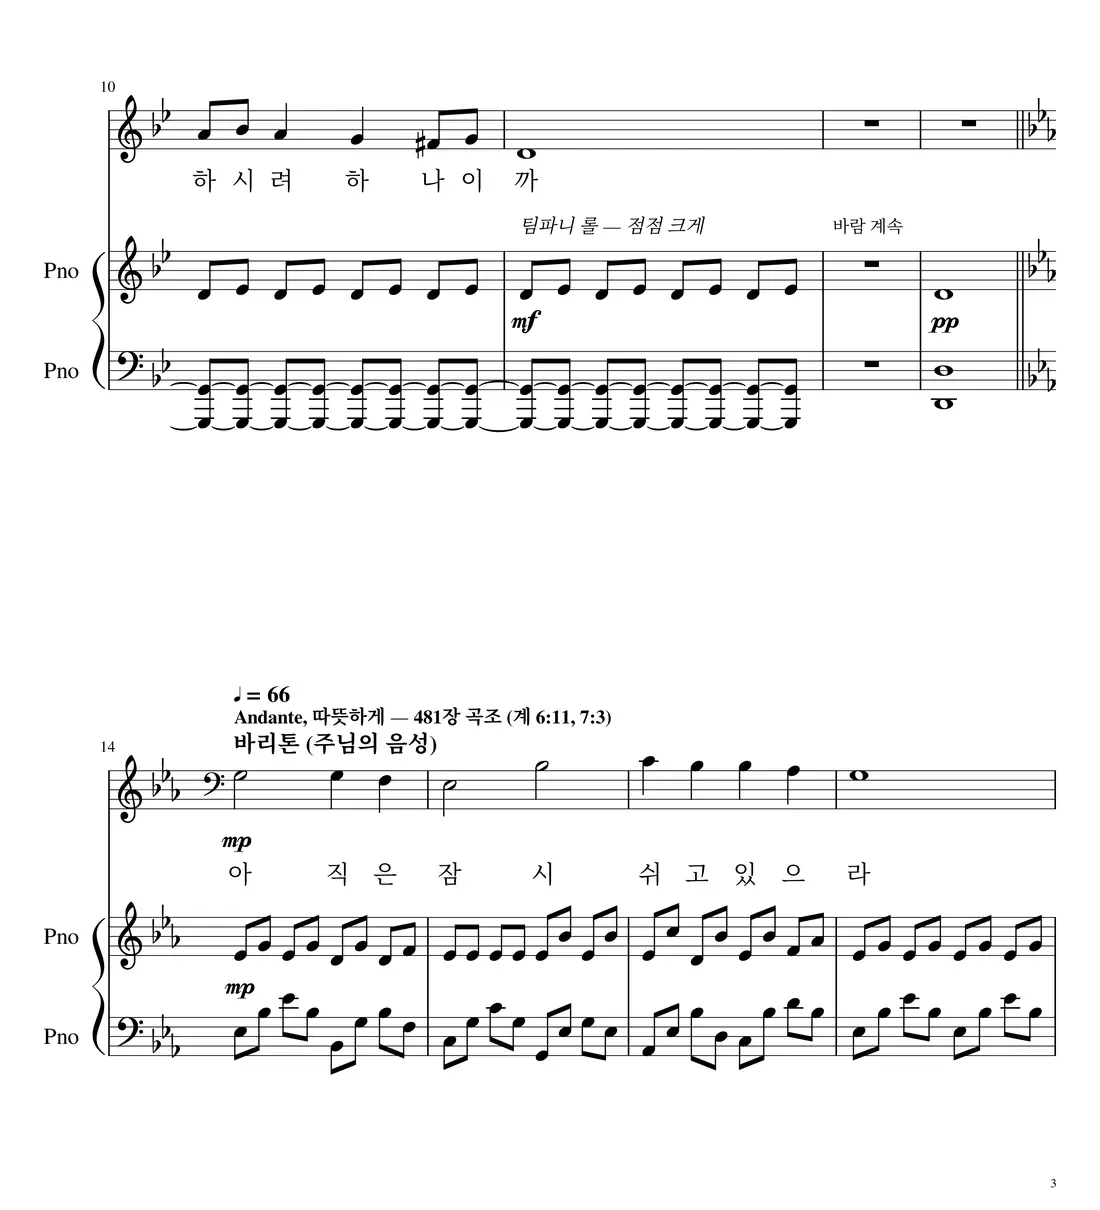 10
하 시 려 하 나 이 까
팀파니 롤 — 점점 크게 바람 계속
Pno
mf pp
Pno
♩ = 66
Andante, 따뜻하게 — 481장 곡조 (계 6:11, 7:3)
바리톤 (주님의 음성)
14
mp
아 직 은 잠 시 쉬 고 있 으 라
Pno
mp
Pno
3